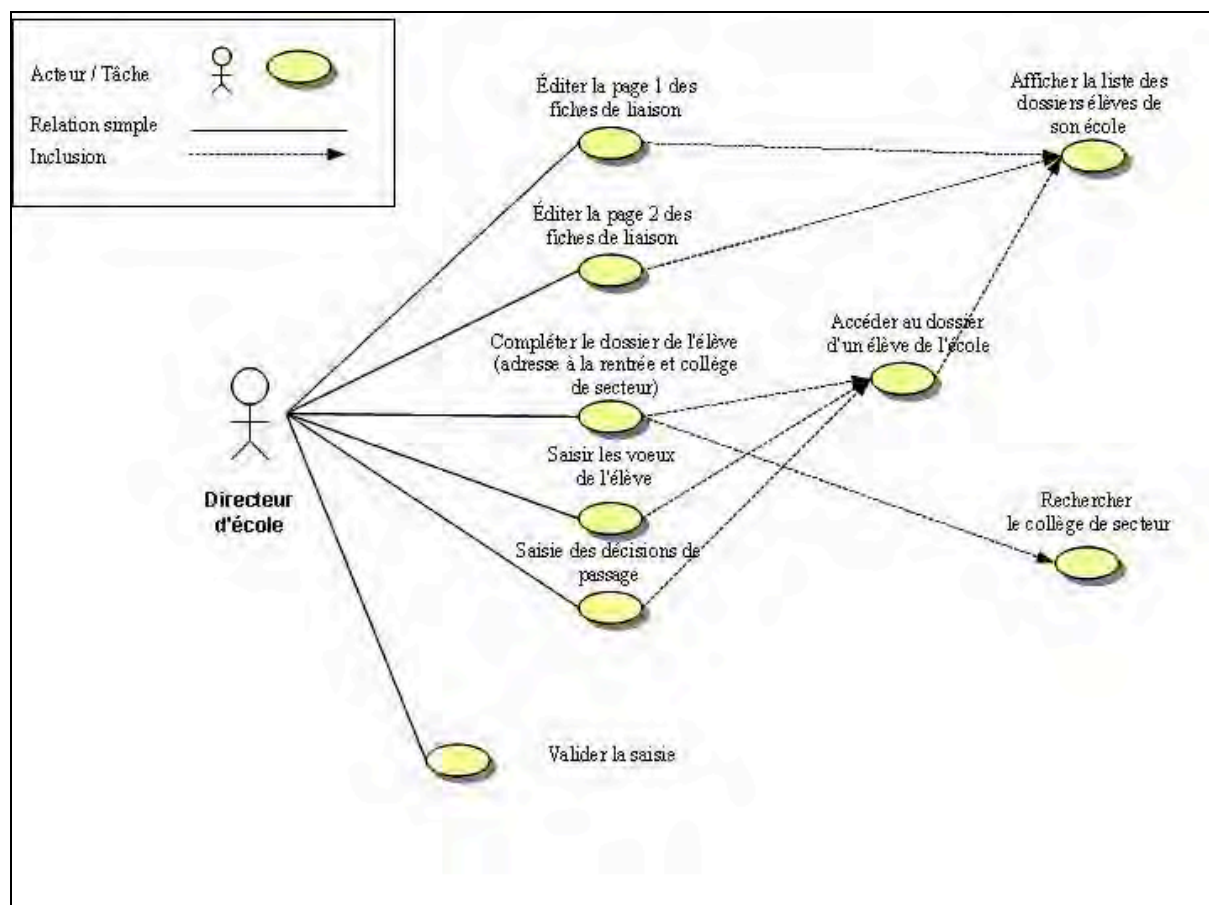 Acteur / Tâche
Relation simple
Inclusion
Éditer la page 1 des
fiches de liaison
Afficher la liste des
dossiers élèves de
son école
Éditer la page 2 des
fiches de liaison
Compléter le dossier de l'élève
(adresse à la rentrée et collège
de secteur)
Accéder au dossier
d'un élève de l'école
Saisir les voeux
de l'élève
Directeur
d'école
Rechercher
le collège de secteur
Saisie des décisions de
passage
Valider la saisie